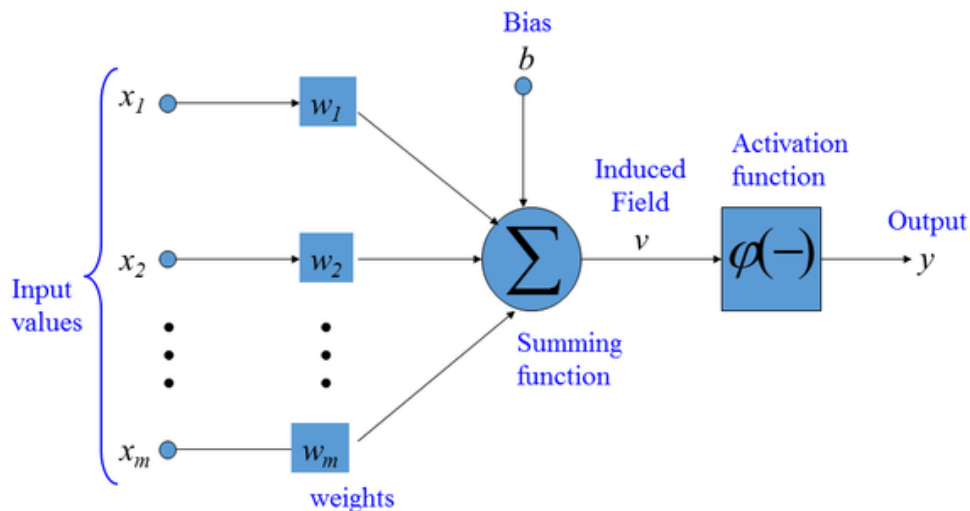 Bias
b
x1
w1
Activation
function
Induced
Field
Output
x2
w2
∑
v
φ(−)
y
Input
values
Summing
function
xm
wm
weights